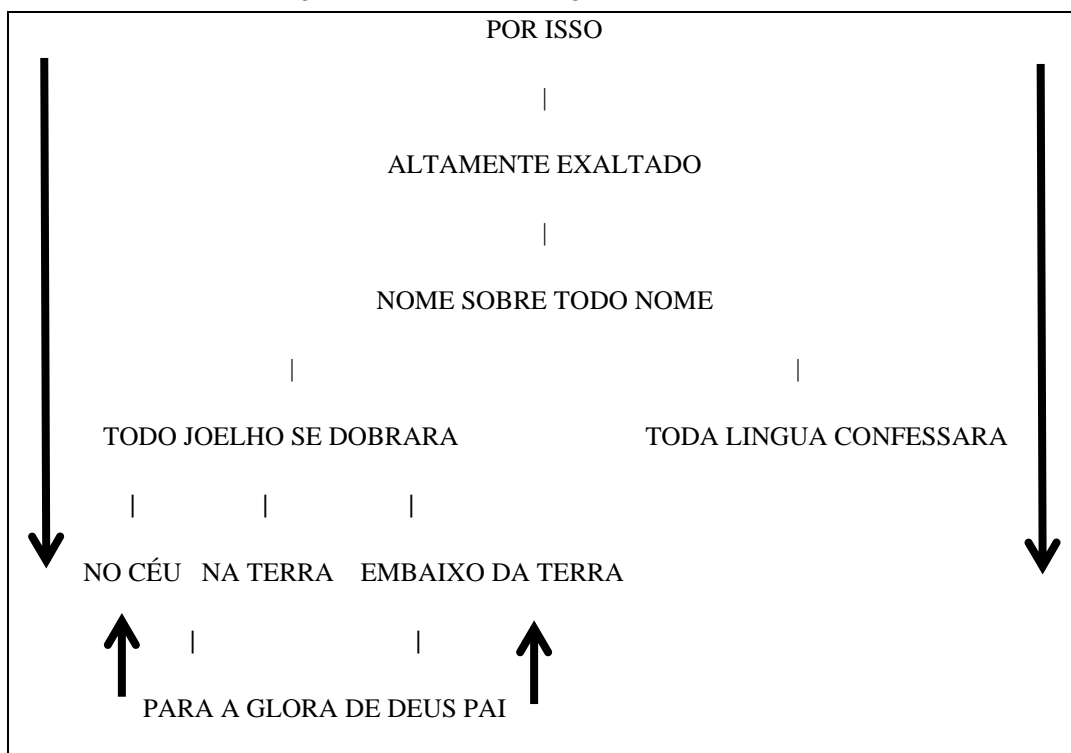 POR ISSO
ALTAMENTE EXALTADO
NOME SOBRE TODO NOME
TODO JOELHO SE DOBRARA TODA LINGUA CONFESSARA
NO CÉU NA TERRA EMBAIXO DA TERRA
PARA A GLORA DE DEUS PAI